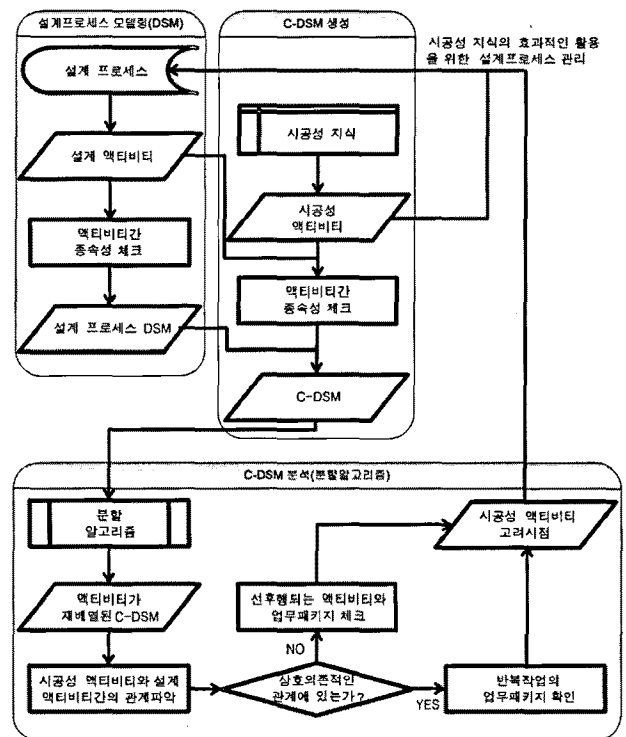 설계프로세스 모델링(DSM)
설계 프로세스
설계 액티비티
액티비티간
종속성 체크
설계 프로세스 DSM
C-DSM 생성
시공성 지식
시공성
액티비티
액티비티간
종속성 체크
C-DSM
시공성 지식의 효과적인 활용
을 위한 설계프로세스 관리
C-DSM 분석(분할알고리즘)
분할
알고리즘
액티비티가
재배열된 C-DSM
시공성 액티비티와 설계
액티비티간의 관계파악
상호의존적인
관계에 있는가?
NO
선후행되는 액티비티와
업무패키지 체크
YES
반복작업의
업무패키지 확인
시공성 액티비티
고려시점